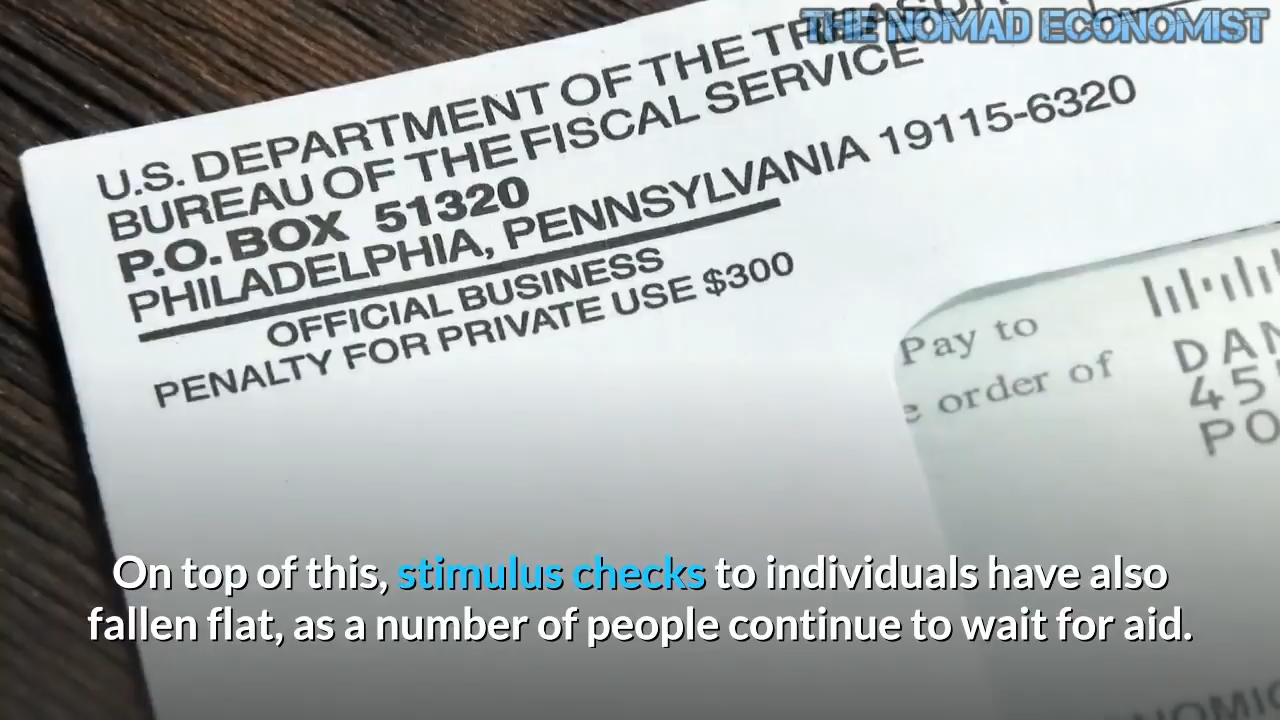 THE NOMAD ECONOMIST
U.S. DEPARTMENT OF THE
BUREAU OF THE FISCAL SERVICE
P.O. BOX 51320
PHILADELPHIA, PENNSYLVANIA 19115-6320
OFFICIAL BUSINESS
PENALTY FOR PRIVATE USE $300
Pay to
order of
DAN
45
PO
On top of this, stimulus checks to individuals have also
fallen flat, as a number of people continue to wait for aid.